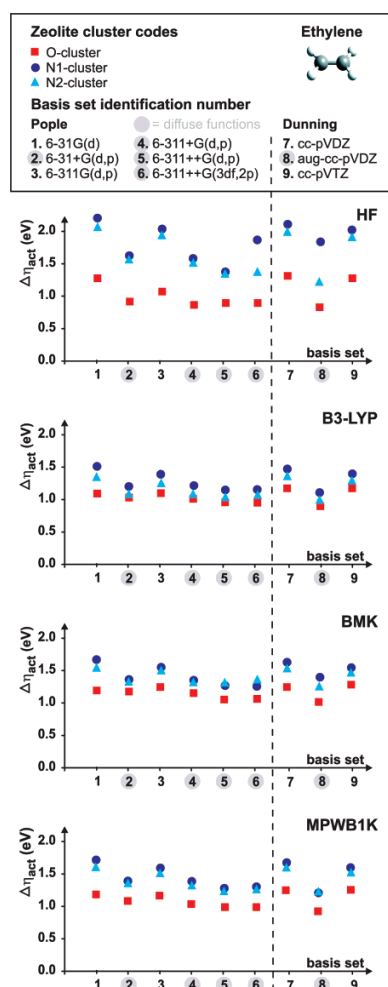 Zeolite cluster codes
Ethylene
O-cluster
N1-cluster
N2-cluster
Basis set identification number
Pople
= diffuse functions
Dunning
1. 6-31G(d)
4. 6-311+G(d,p)
7. cc-pVDZ
2. 6-31+G(d,p)
5. 6-311++G(d,p)
8. aug-cc-pVDZ
3. 6-311G(d,p)
6. 6-311++G(3df,2p)
9. cc-pVTZ
HF
Δη_act (eV)
2.0
1.5
1.0
0.5
0.0
basis set
1 2 3 4 5 6 7 8 9
B3-LYP
Δη_act (eV)
2.0
1.5
1.0
0.5
0.0
basis set
1 2 3 4 5 6 7 8 9
BMK
Δη_act (eV)
2.0
1.5
1.0
0.5
0.0
basis set
1 2 3 4 5 6 7 8 9
MPWB1K
Δη_act (eV)
2.0
1.5
1.0
0.5
0.0
basis set
1 2 3 4 5 6 7 8 9